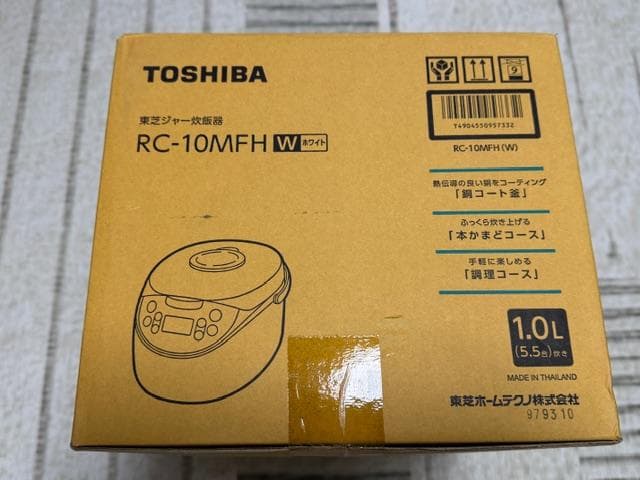 TOSHIBA
東芝ジャー炊飯器
RC-10MFH W ホワイト
9
T4904550957332
RC-10MFH(W)
熱伝導の良い銅をコーティング
「銅コート釜」
ふっくら炊き上げる
「本かまどコース」
手軽に楽しめる
「調理コース」
1.0L
(5.5合)炊き
MADE IN THAILAND
東芝ホームテクノ株式会社
979310